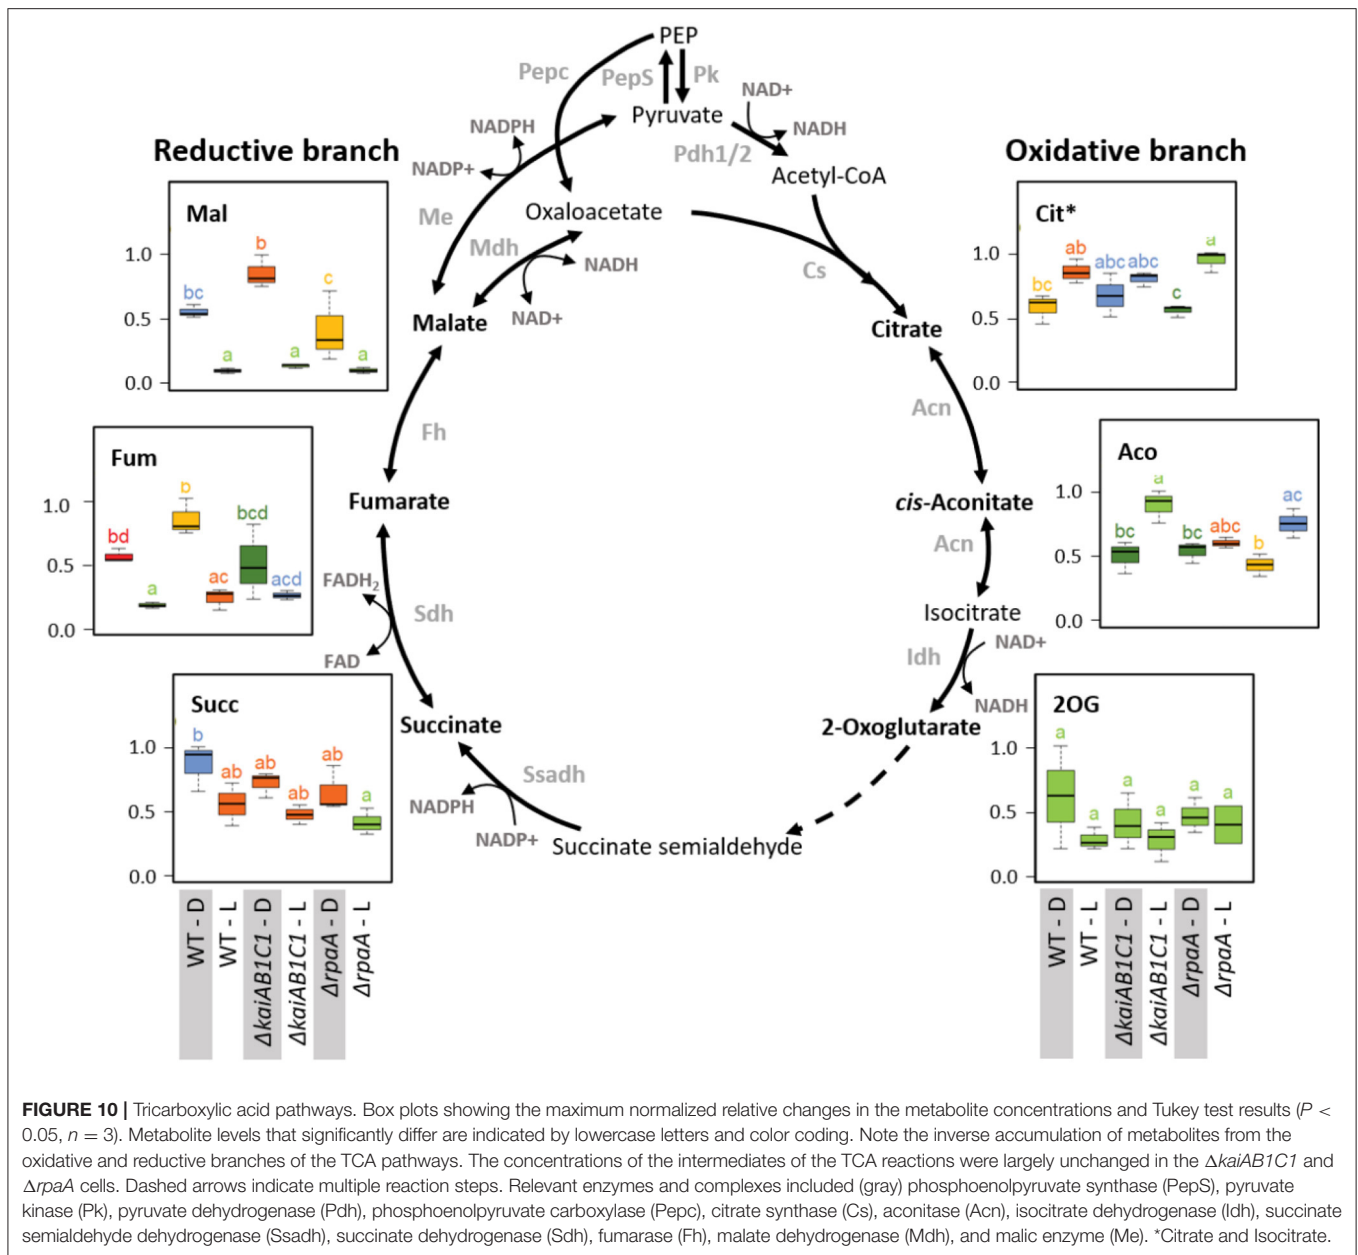 PEP
Pepc
PepS
Pk
NAD+
NADPH
Pyruvate
NADH
Reductive branch
Pdh1/2
Oxidative branch
NADP+
Acetyl-CoA
Me
Oxaloacetate
Mdh
NADH
Cs
NAD+
Malate
Citrate
Mal
1.0
0.5
0.0
bc
a
b
a
c
a
Cit*
1.0
0.5
0.0
bc
ab
abc
abc
c
a
Fh
Acn
Fum
1.0
0.5
0.0
bd
a
b
ac
bcd
acd
Fumarate
cis-Aconitate
Aco
1.0
0.5
0.0
bc
a
bc
abc
b
ac
Acn
FADH2
Sdh
FAD
Isocitrate
Idh
NAD+
NADH
Succ
1.0
0.5
0.0
b
ab
ab
ab
ab
a
Succinate
2-Oxoglutarate
2OG
1.0
0.5
0.0
a
a
a
a
a
a
Ssadh
NADPH
NADP+
Succinate semialdehyde
WT - D
WT - L
ΔkaiAB1C1 - D
ΔkaiAB1C1 - L
ΔrpaA - D
ΔrpaA - L
WT - D
WT - L
ΔkaiAB1C1 - D
ΔkaiAB1C1 - L
ΔrpaA - D
ΔrpaA - L
FIGURE 10 | Tricarboxylic acid pathways. Box plots showing the maximum normalized relative changes in the metabolite concentrations and Tukey test results (P <
0.05, n = 3). Metabolite levels that significantly differ are indicated by lowercase letters and color coding. Note the inverse accumulation of metabolites from the
oxidative and reductive branches of the TCA pathways. The concentrations of the intermediates of the TCA reactions were largely unchanged in the ΔkaiAB1C1 and
ΔrpaA cells. Dashed arrows indicate multiple reaction steps. Relevant enzymes and complexes included (gray) phosphoenolpyruvate synthase (PepS), pyruvate
kinase (Pk), pyruvate dehydrogenase (Pdh), phosphoenolpyruvate carboxylase (Pepc), citrate synthase (Cs), aconitase (Acn), isocitrate dehydrogenase (Idh), succinate
semialdehyde dehydrogenase (Ssadh), succinate dehydrogenase (Sdh), fumarase (Fh), malate dehydrogenase (Mdh), and malic enzyme (Me). *Citrate and Isocitrate.